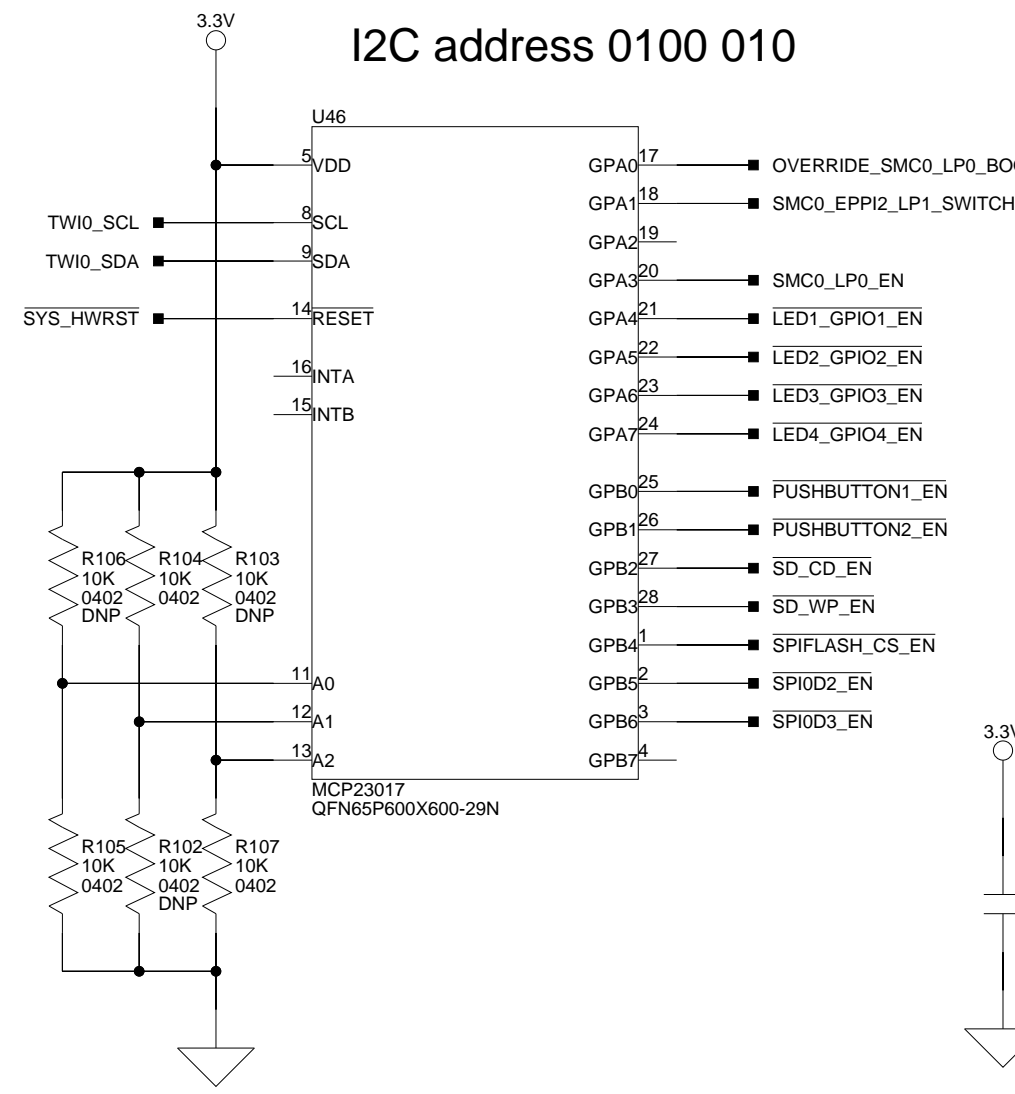 3.3V
I2C address 0100 010
U46
5 VDD
8 SCL
9 SDA
14 RESET
16 INTA
15 INTB
11 A0
12 A1
13 A2
TWI0_SCL
TWI0_SDA
SYS_HWRST
GPA0 17 OVERRIDE_SMC0_LP0_BO
GPA1 18 SMC0_EPPI2_LP1_SWITCH
GPA2 19
GPA3 20 SMC0_LP0_EN
GPA4 21 LED1_GPIO1_EN
GPA5 22 LED2_GPIO2_EN
GPA6 23 LED3_GPIO3_EN
GPA7 24 LED4_GPIO4_EN
GPB0 25 PUSHBUTTON1_EN
GPB1 26 PUSHBUTTON2_EN
GPB2 27 SD_CD_EN
GPB3 28 SD_WP_EN
GPB4 1 SPIFLASH_CS_EN
GPB5 2 SPI0D2_EN
GPB6 3 SPI0D3_EN
GPB7 4
MCP23017
QFN65P600X600-29N
R106
10K
0402
DNP
R104
10K
0402
R103
10K
0402
DNP
R105
10K
0402
R102
10K
0402
DNP
R107
10K
0402
3.3V